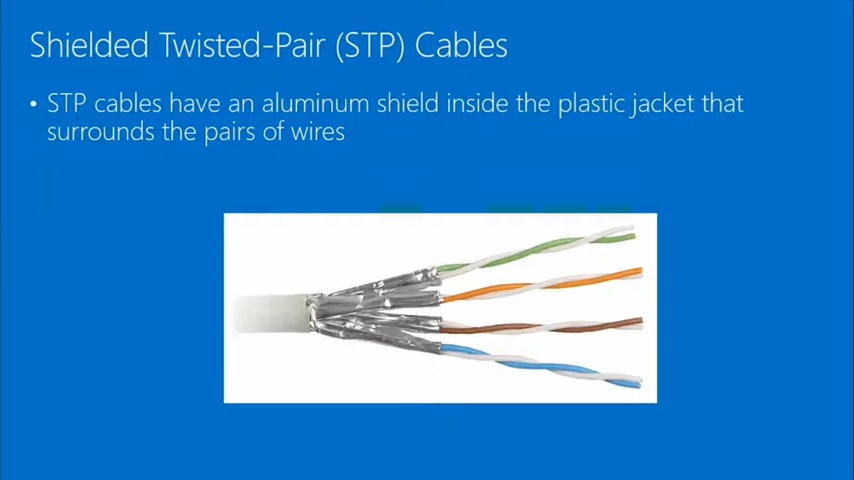 Shielded Twisted-Pair (STP) Cables
• STP cables have an aluminum shield inside the plastic jacket that
surrounds the pairs of wires